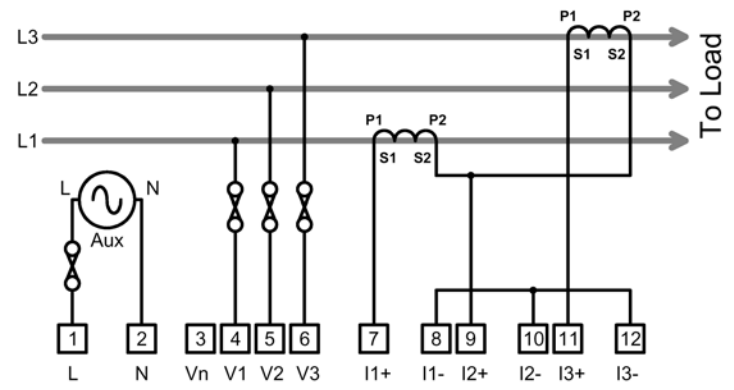 P1 P2
L3
S1 S2
L2
P1 P2
L1
S1 S2
To Load
L N
Aux
1 2 3 4 5 6 7 8 9 10 11 12
L N Vn V1 V2 V3 I1+ I1- I2+ I2- I3+ I3-